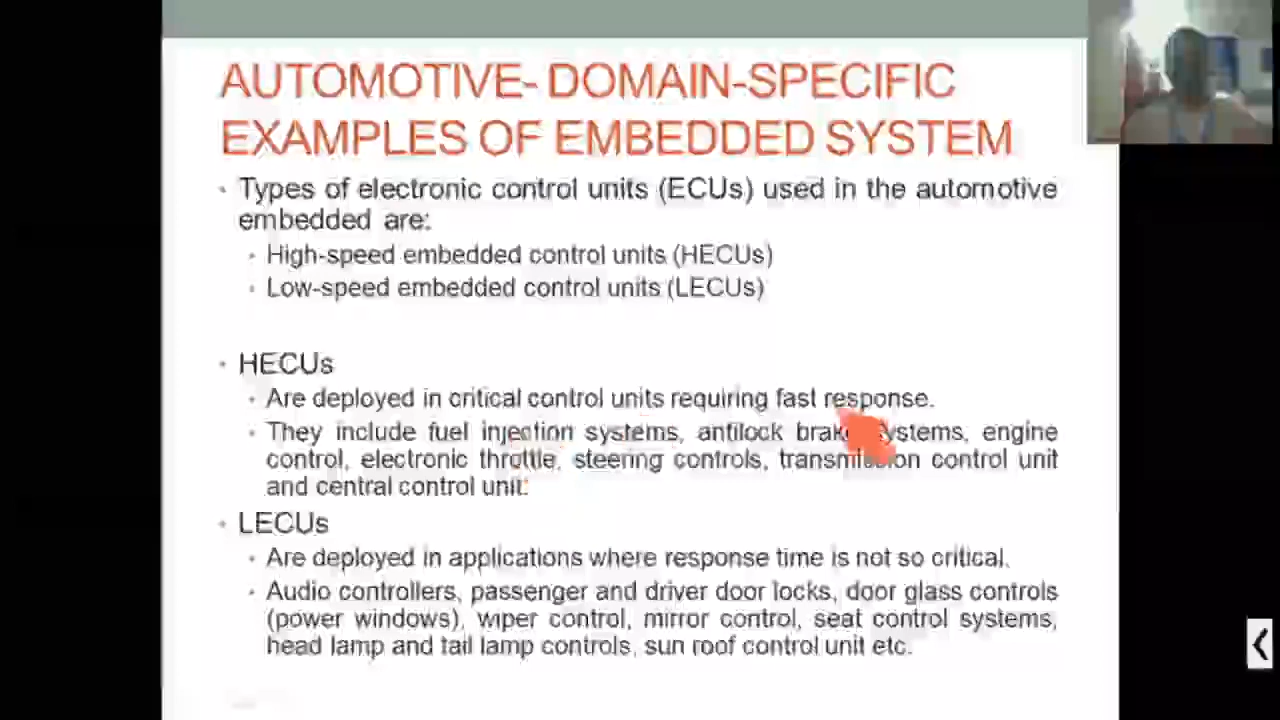 AUTOMOTIVE- DOMAIN-SPECIFIC
EXAMPLES OF EMBEDDED SYSTEM
• Types of electronic control units (ECUs) used in the automotive
embedded are:
• High-speed embedded control units (HECUs)
• Low-speed embedded control units (LECUs)
• HECUs
• Are deployed in critical control units requiring fast response.
• They include fuel injection systems, antilock brake systems, engine
control, electronic throttle, steering controls, transmission control unit
and central control unit.
• LECUs
• Are deployed in applications where response time is not so critical.
• Audio controllers, passenger and driver door locks, door glass controls
(power windows), wiper control, mirror control, seat control systems,
head lamp and tail lamp controls, sun roof control unit etc.